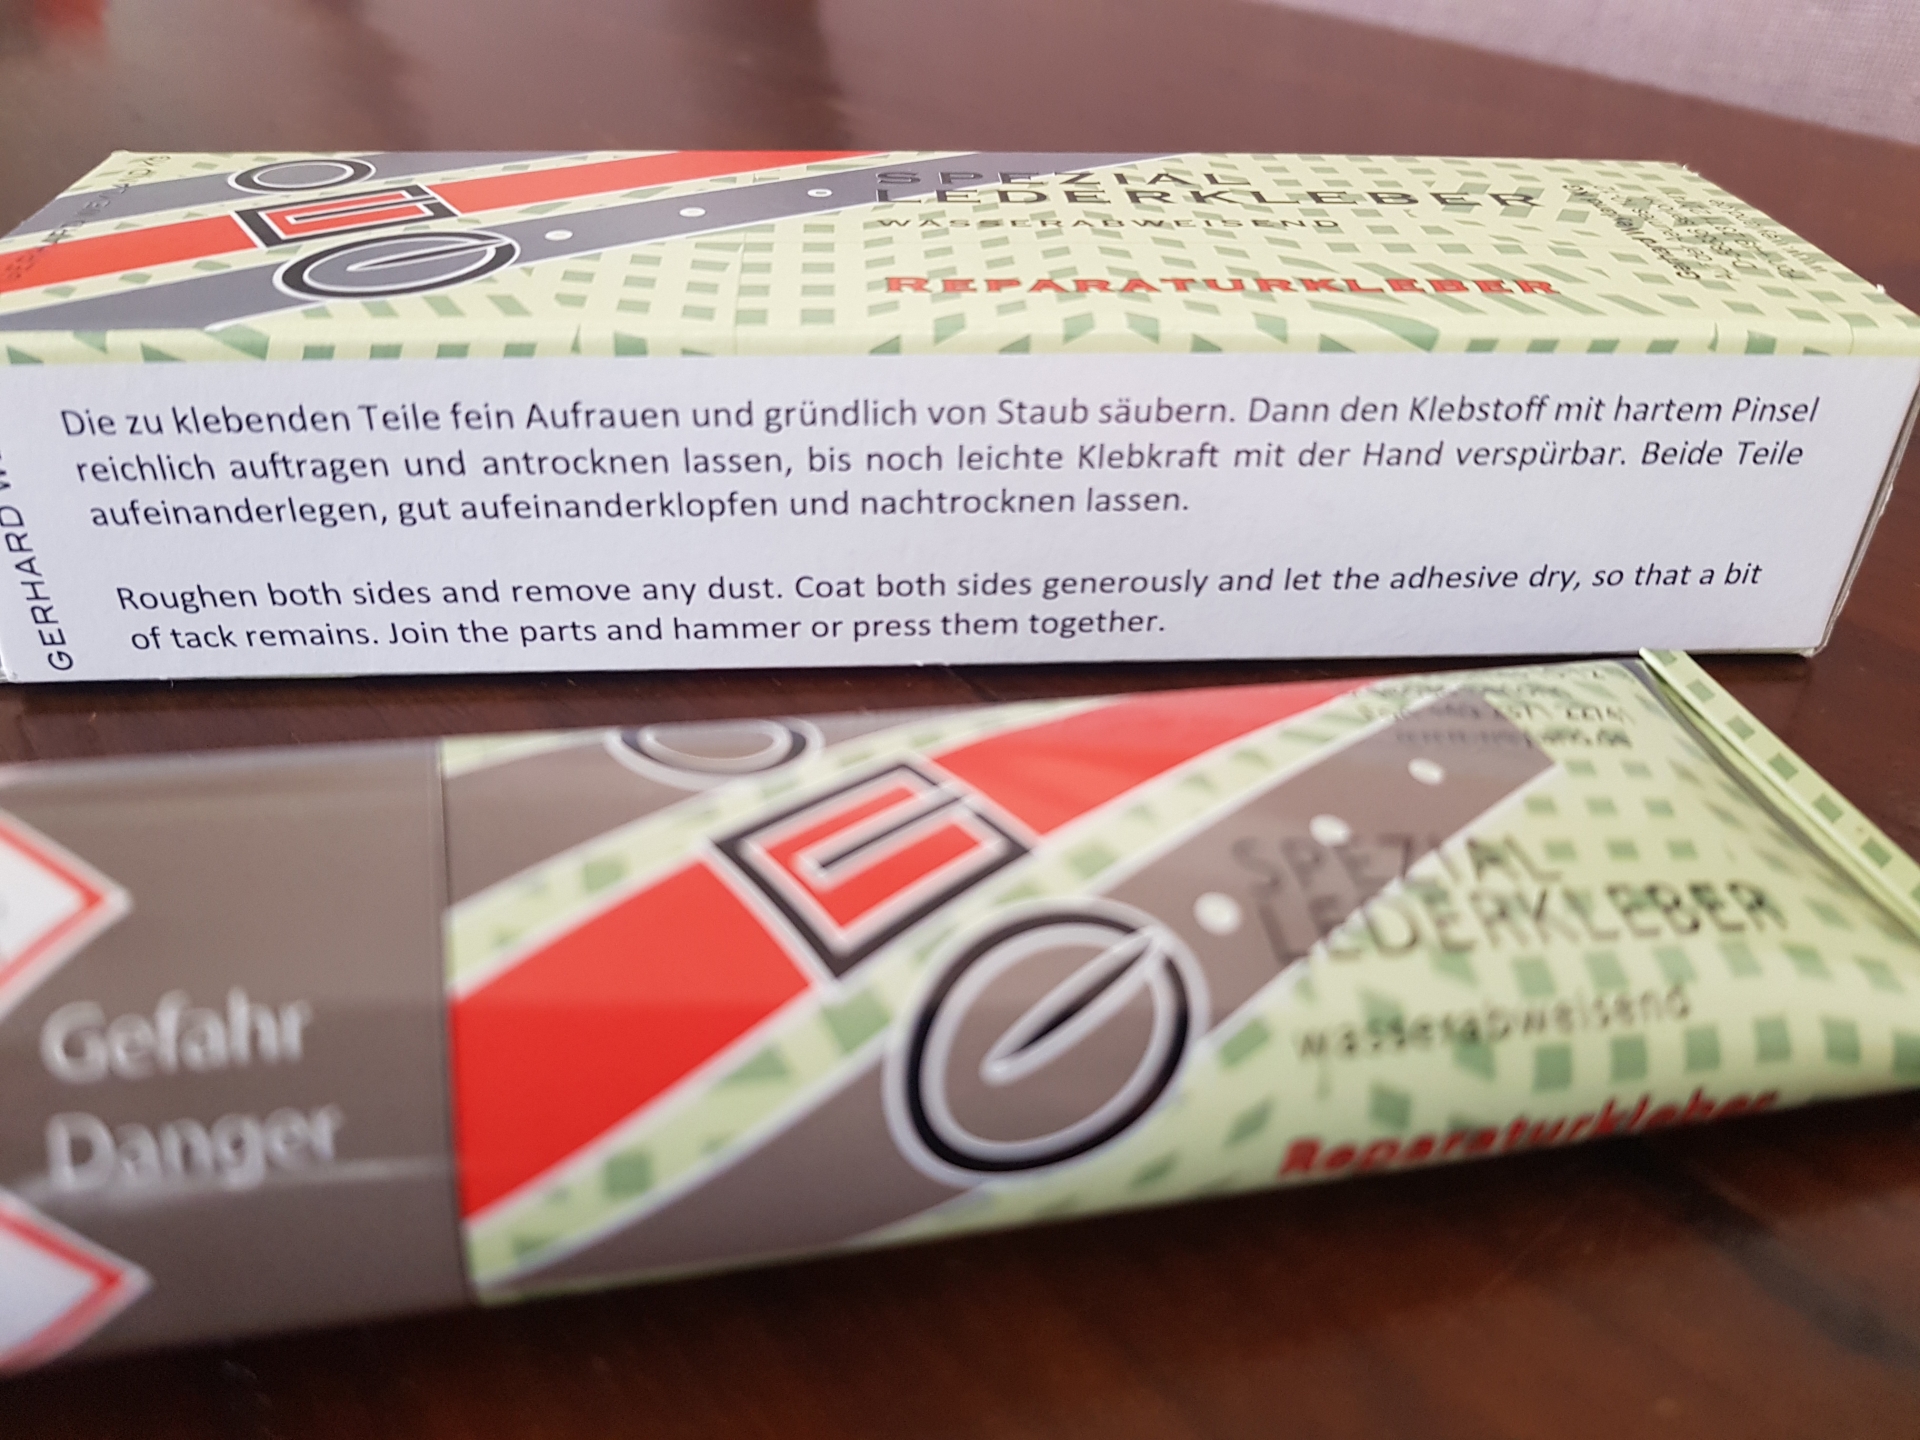 SPEZIAL
LEDERKLEBER
WASSERABWEISEND
REPARATURKLEBER
Die zu klebenden Teile fein Aufrauen und gründlich von Staub säubern. Dann den Klebstoff mit hartem Pinsel
reichlich auftragen und antrocknen lassen, bis noch leichte Klebkraft mit der Hand verspürbar. Beide Teile
aufeinanderlegen, gut aufeinanderklopfen und nachtrocknen lassen.
Roughen both sides and remove any dust. Coat both sides generously and let the adhesive dry, so that a bit
of tack remains. Join the parts and hammer or press them together.
GERHARD
Gefahr
Danger
SPEZIAL
LEDERKLEBER
wasserabweisend
Reparaturkleber